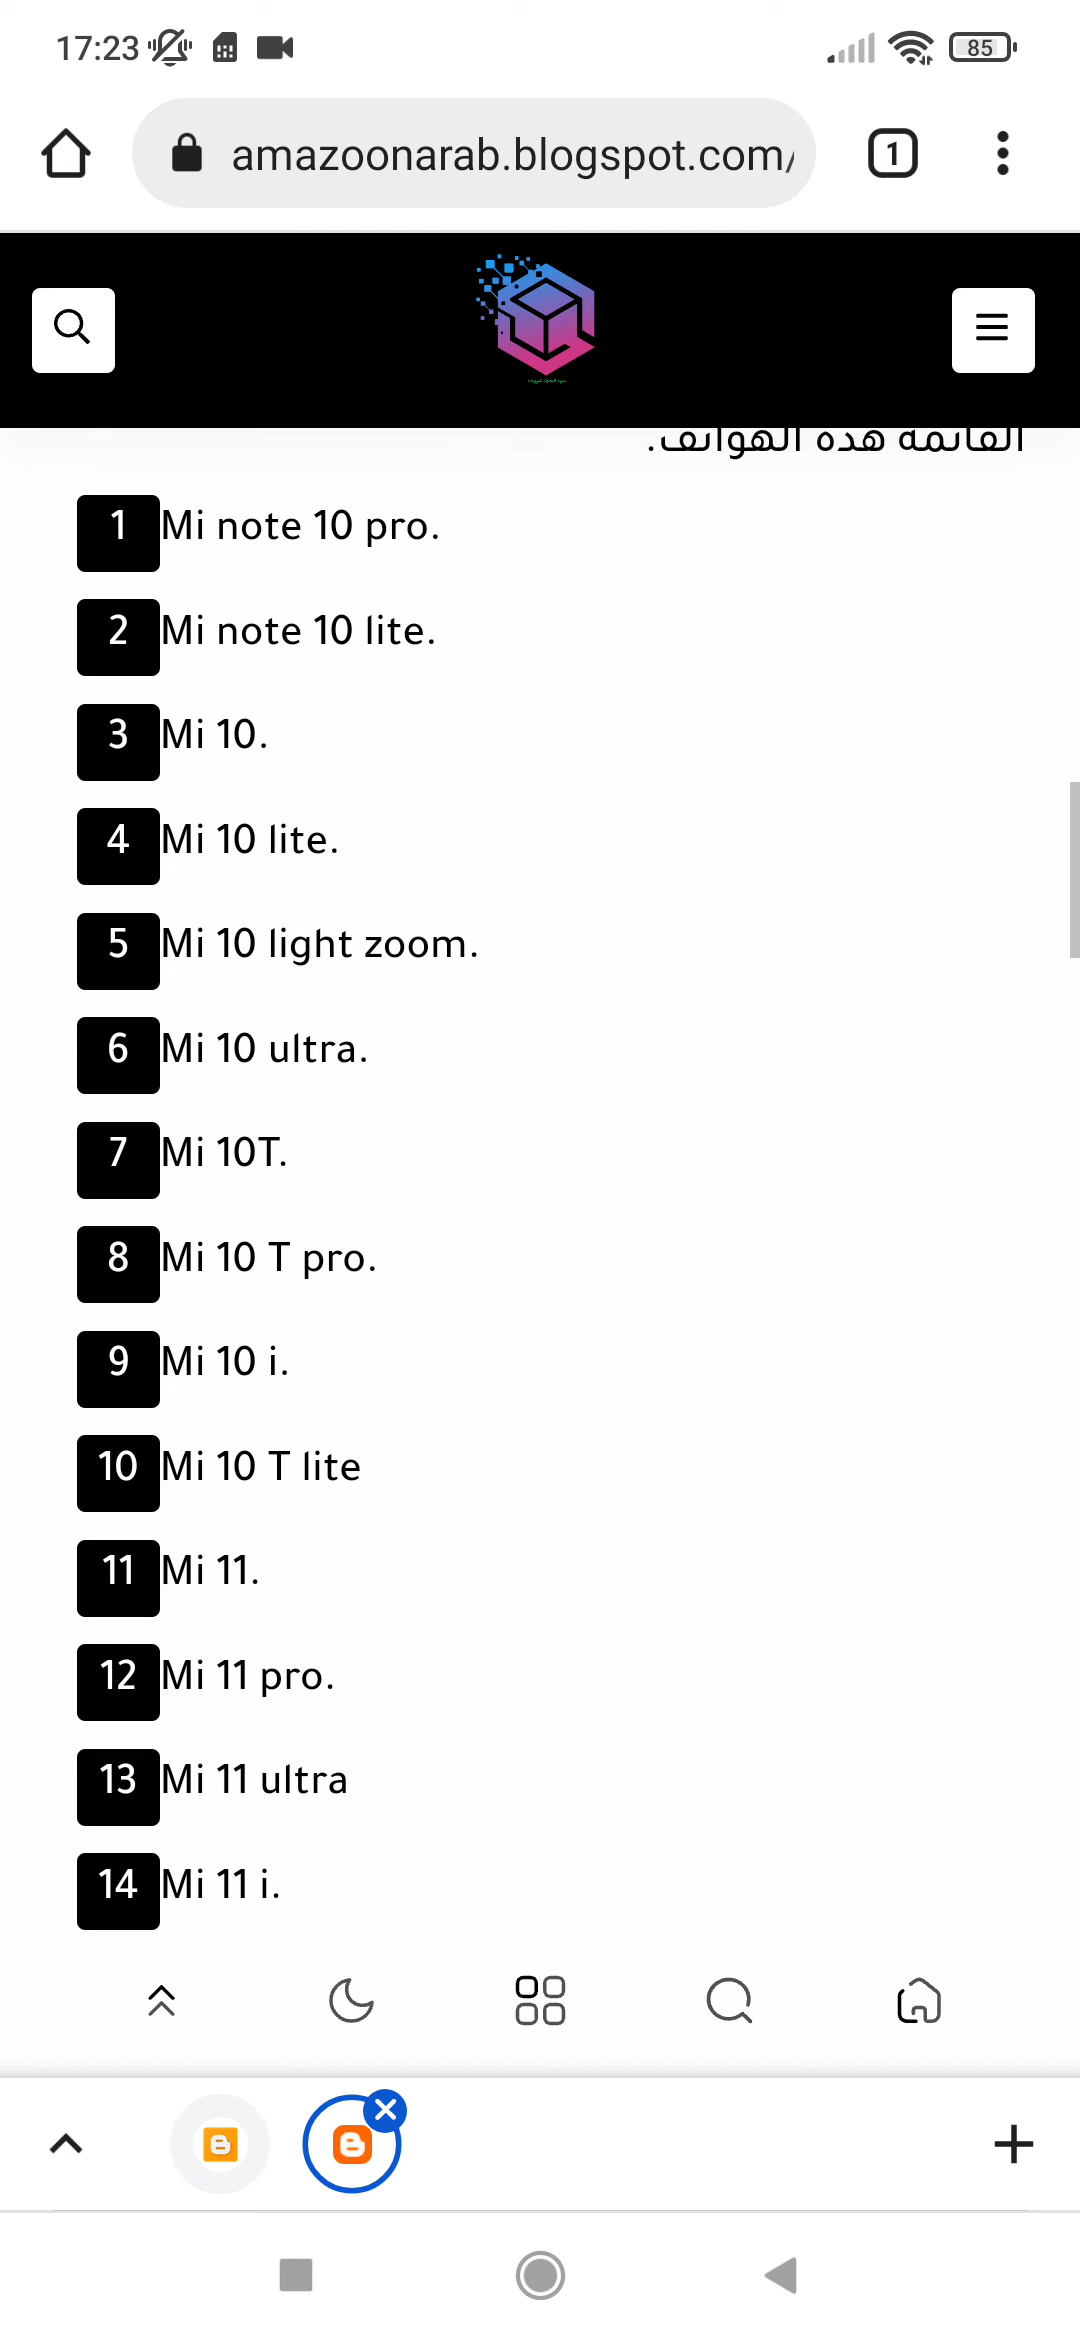 17:23
85
amazoonarab.blogspot.com/
1
القائمة هذه الهواتف.
1 Mi note 10 pro.
2 Mi note 10 lite.
3 Mi 10.
4 Mi 10 lite.
5 Mi 10 light zoom.
6 Mi 10 ultra.
7 Mi 10T.
8 Mi 10 T pro.
9 Mi 10 i.
10 Mi 10 T lite
11 Mi 11.
12 Mi 11 pro.
13 Mi 11 ultra
14 Mi 11 i.